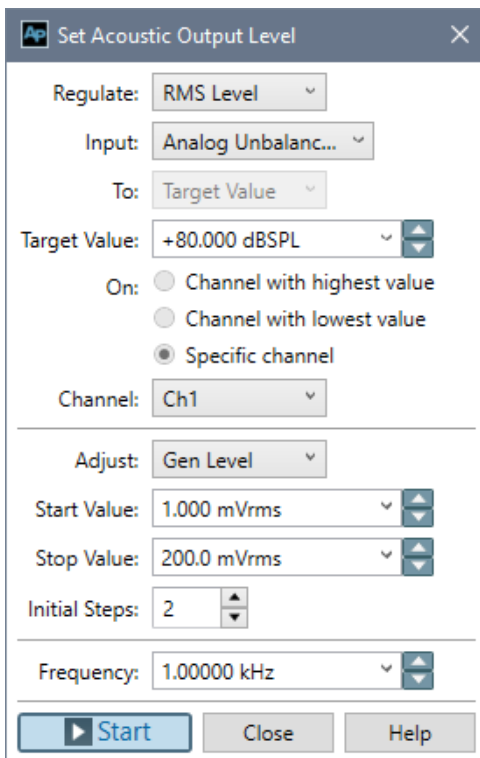 AP Set Acoustic Output Level
Regulate: RMS Level
Input: Analog Unbalanc...
To: Target Value
Target Value: +80.000 dBSPL
On: Channel with highest value
Channel with lowest value
Specific channel
Channel: Ch1
Adjust: Gen Level
Start Value: 1.000 mVrms
Stop Value: 200.0 mVrms
Initial Steps: 2
Frequency: 1.00000 kHz
Start Close Help